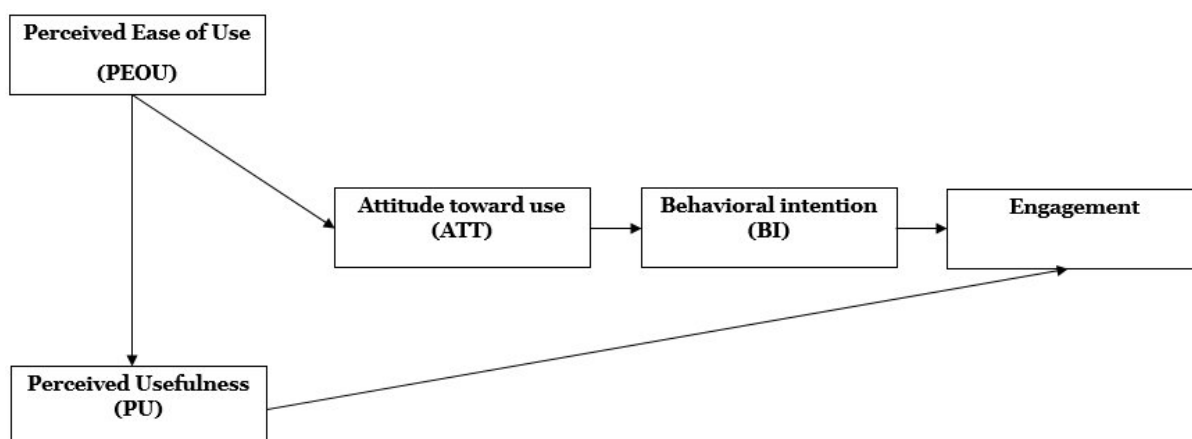 Perceived Ease of Use
(PEOU)
Attitude toward use
(ATT)
Behavioral intention
(BI)
Engagement
Perceived Usefulness
(PU)